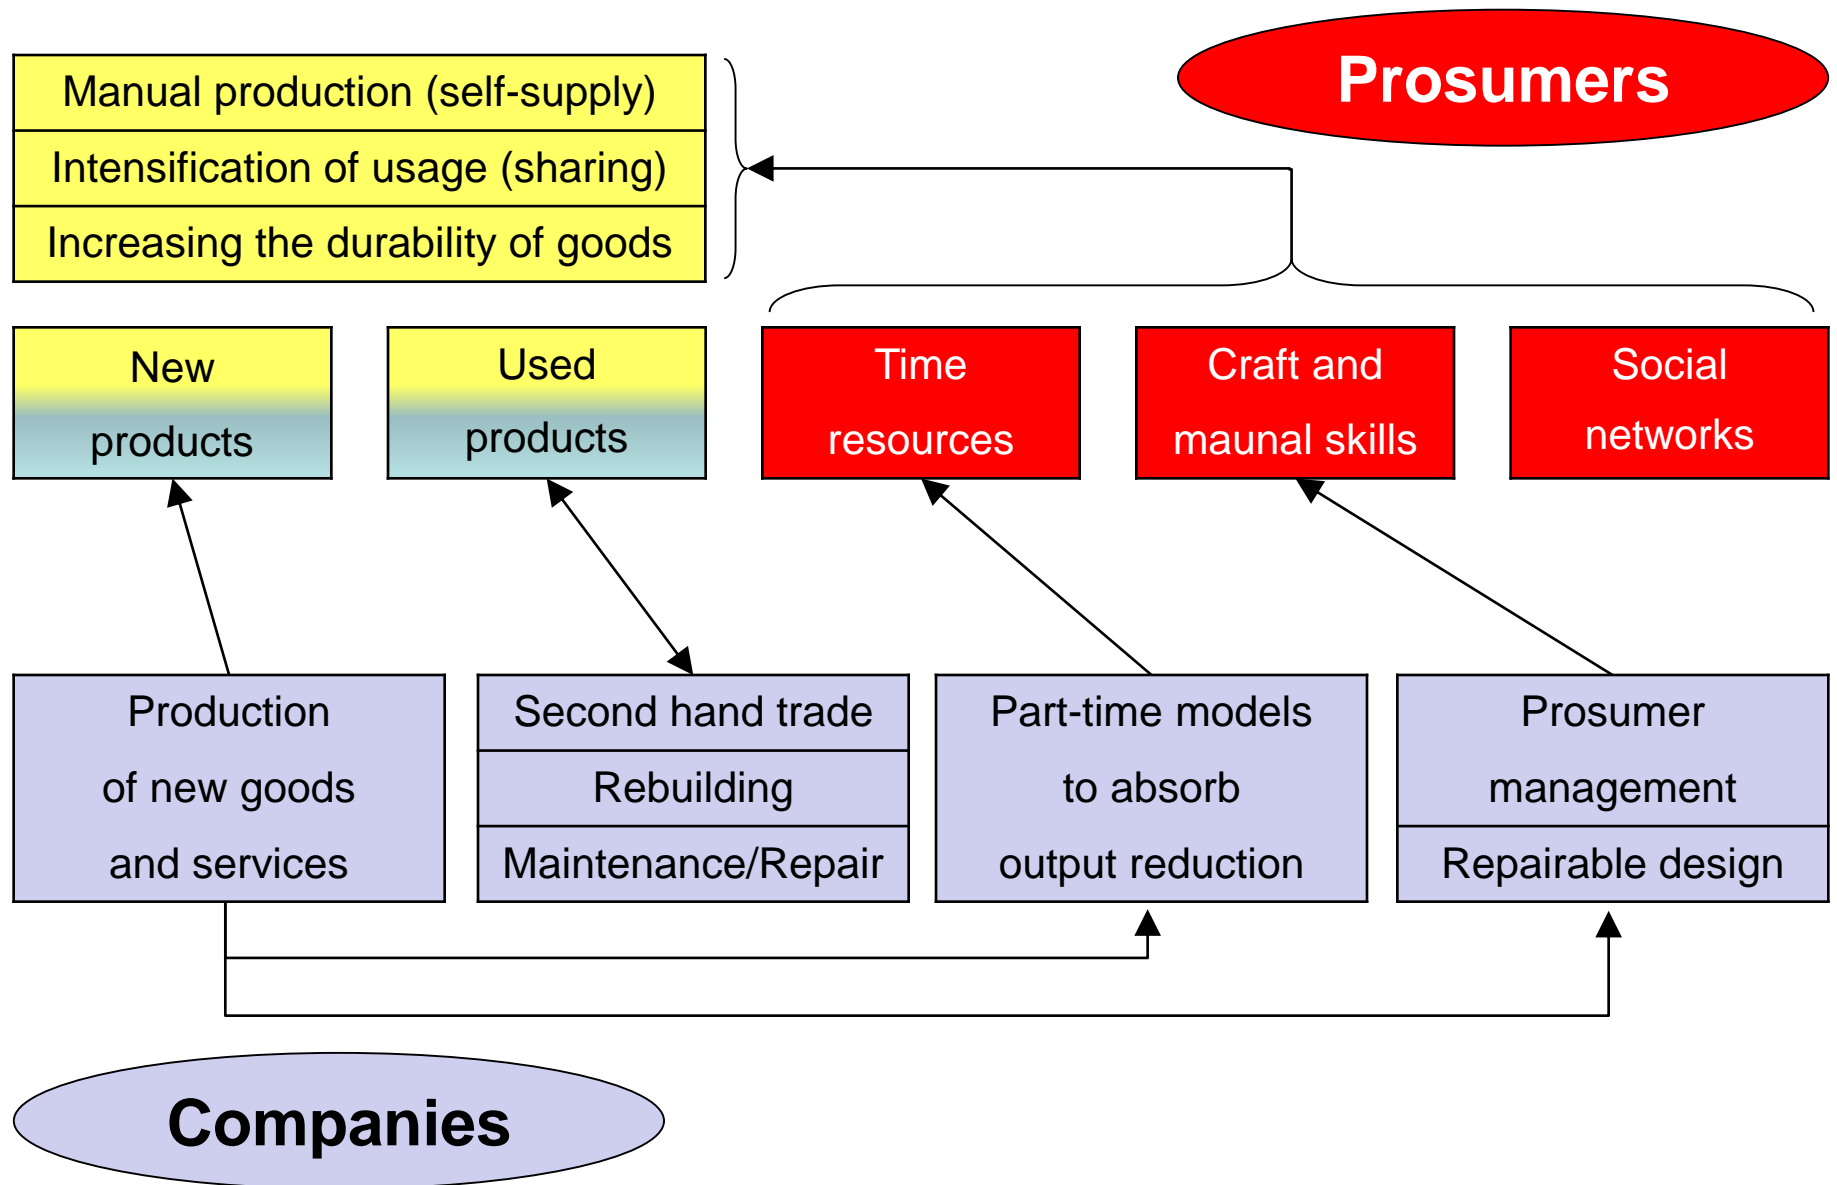 Prosumers
Manual production (self-supply)
Intensification of usage (sharing)
Increasing the durability of goods
New
products
Used
products
Time
resources
Craft and
maunal skills
Social
networks
Production
of new goods
and services
Second hand trade
Rebuilding
Maintenance/Repair
Part-time models
to absorb
output reduction
Prosumer
management
Repairable design
Companies